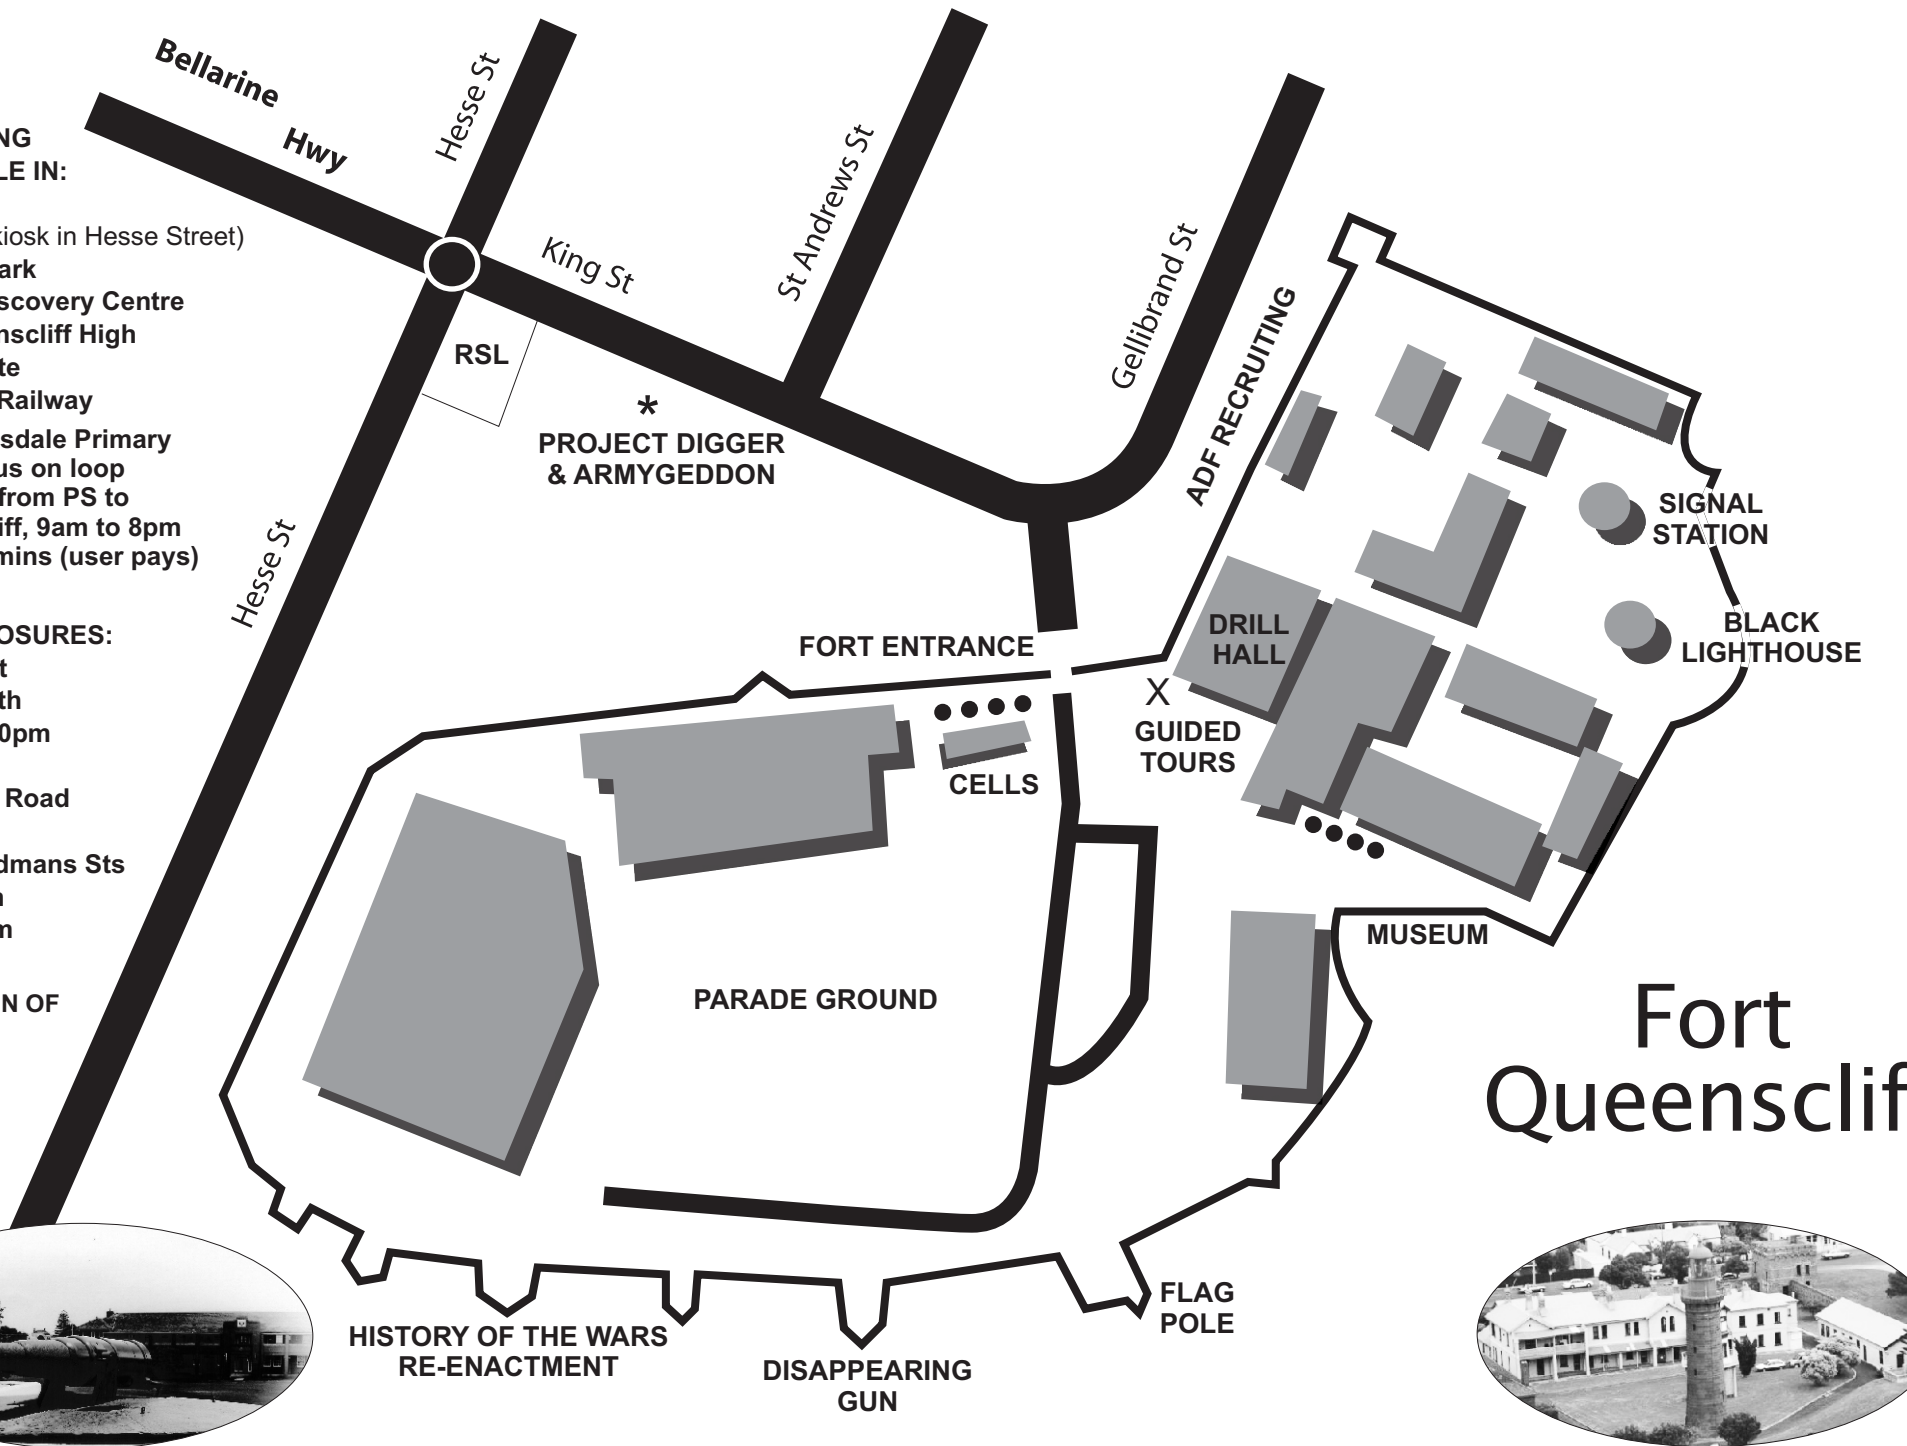 NG
LE IN:
kiosk in Hesse Street)
ark
scovery Centre
nscliff High
te
Railway
sdale Primary
us on loop
from PS to
iff, 9am to 8pm
mins (user pays)
OSURES:
t
th
0pm
Road
dmans Sts
n
m
N OF
Bellarine
Hwy
Hesse St
King St
St Andrews St
Gellibrand St
Hesse St
RSL
*
PROJECT DIGGER
& ARMYGEDDON
ADF RECRUITING
SIGNAL
STATION
BLACK
LIGHTHOUSE
DRILL
HALL
FORT ENTRANCE
X
GUIDED
TOURS
CELLS
MUSEUM
PARADE GROUND
Fort
Queensclif
FLAG
POLE
HISTORY OF THE WARS
RE-ENACTMENT
DISAPPEARING
GUN